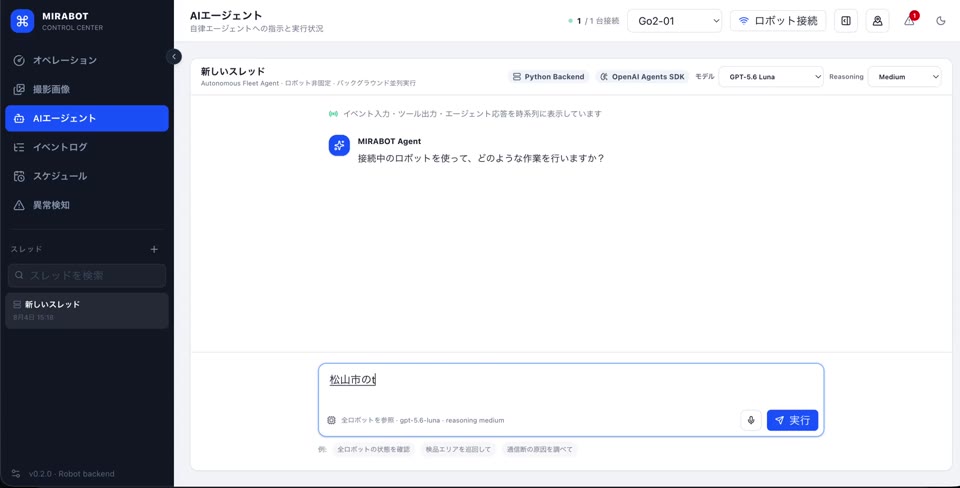 MIRABOT
CONTROL CENTER
オペレーション
撮影画像
AIエージェント
イベントログ
スケジュール
異常検知
スレッド
スレッドを検索
新しいスレッド
8月4日 15:18
v0.2.0 · Robot backend
AIエージェント
自律エージェントへの指示と実行状況
1 / 1 台接続
Go2-01
ロボット接続
1
新しいスレッド
Autonomous Fleet Agent · ロボット非固定 · バックグラウンド並列実行
Python Backend
OpenAI Agents SDK
モデル
GPT-5.6 Luna
Reasoning
Medium
イベント入力・ツール出力・エージェント応答を時系列に表示しています
MIRABOT Agent
接続中のロボットを使って、どのような作業を行いますか？
松山市のt
全ロボットを参照 · gpt-5.6-luna · reasoning medium
実行
例:
全ロボットの状態を確認
検品エリアを巡回して
通信断の原因を調べて